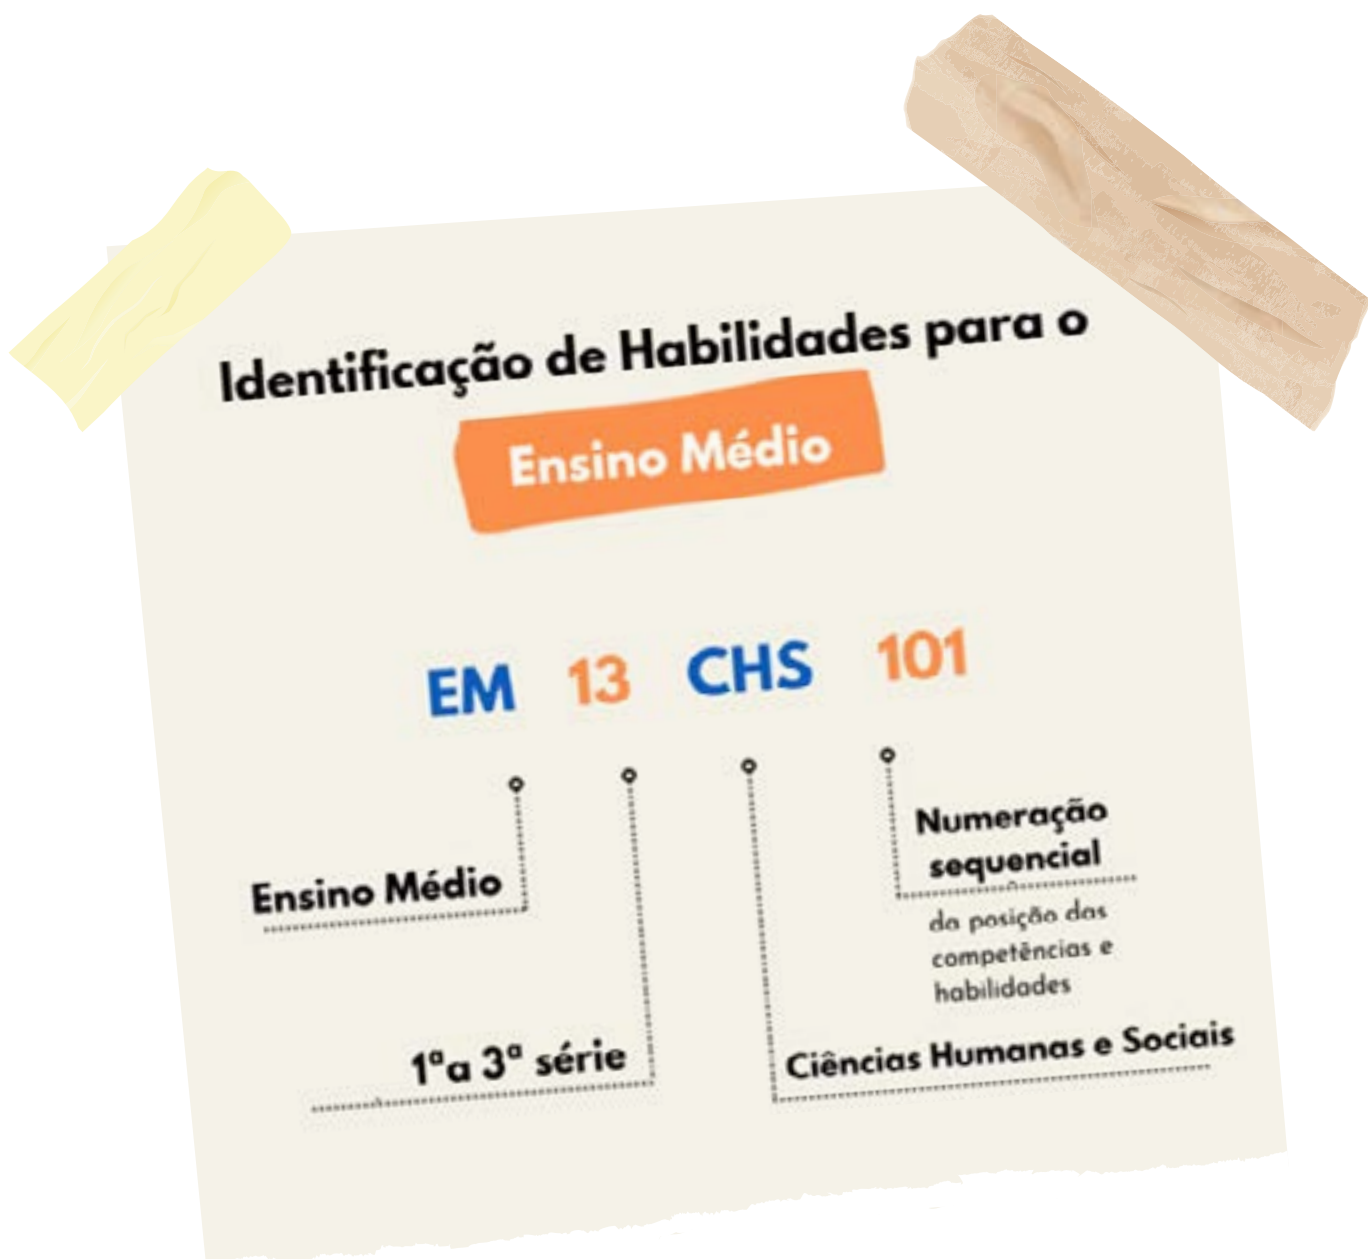 Identificação de Habilidades para o
Ensino Médio
EM 13 CHS 101
Ensino Médio
1ª a 3ª série
Numeração
sequencial
da posição das
competências e
habilidades
Ciências Humanas e Sociais